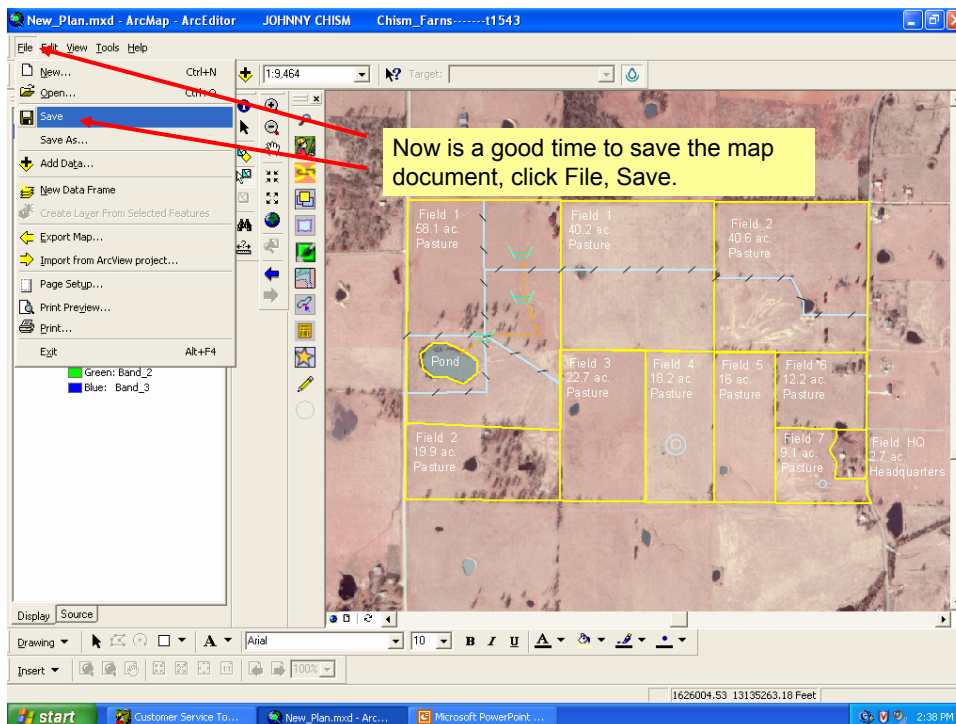 New_Plan.mxd - ArcMap - ArcEditor JOHNNY CHISM Chism_Farns-------t1543
File Edit View Tools Help
New... Ctrl+N
1:9,464
Target:
Open... Ctrl+O
Save
Save As...
Add Data...
New Data Frame
Create Layer From Selected Features
Export Map...
Import from ArcView project...
Page Setup...
Print Preview...
Print...
Exit Alt+F4
Green: Band_2
Blue: Band_3
Now is a good time to save the map
document, click File, Save.
Field 1
58.1 ac.
Pasture
Field 1
40.2 ac.
Pasture
Field 2
40.6 ac.
Pasture
Pond
Field 3
22.7 ac.
Pasture
Field 4
18.2 ac.
Pasture
Field 5
16 ac.
Pasture
Field 6
12.2 ac.
Pasture
Field 2
19.9 ac.
Pasture
Field 7
9.1 ac.
Pasture
Field HQ
2.7 ac.
Headquarters
Display Source
Drawing A Arial 10 B I U A
Insert 100%
1626004.53 13135263.18 Feet
start Customer Service To... New_Plan.mxd - Arc... Microsoft PowerPoint ... 2:38 PM